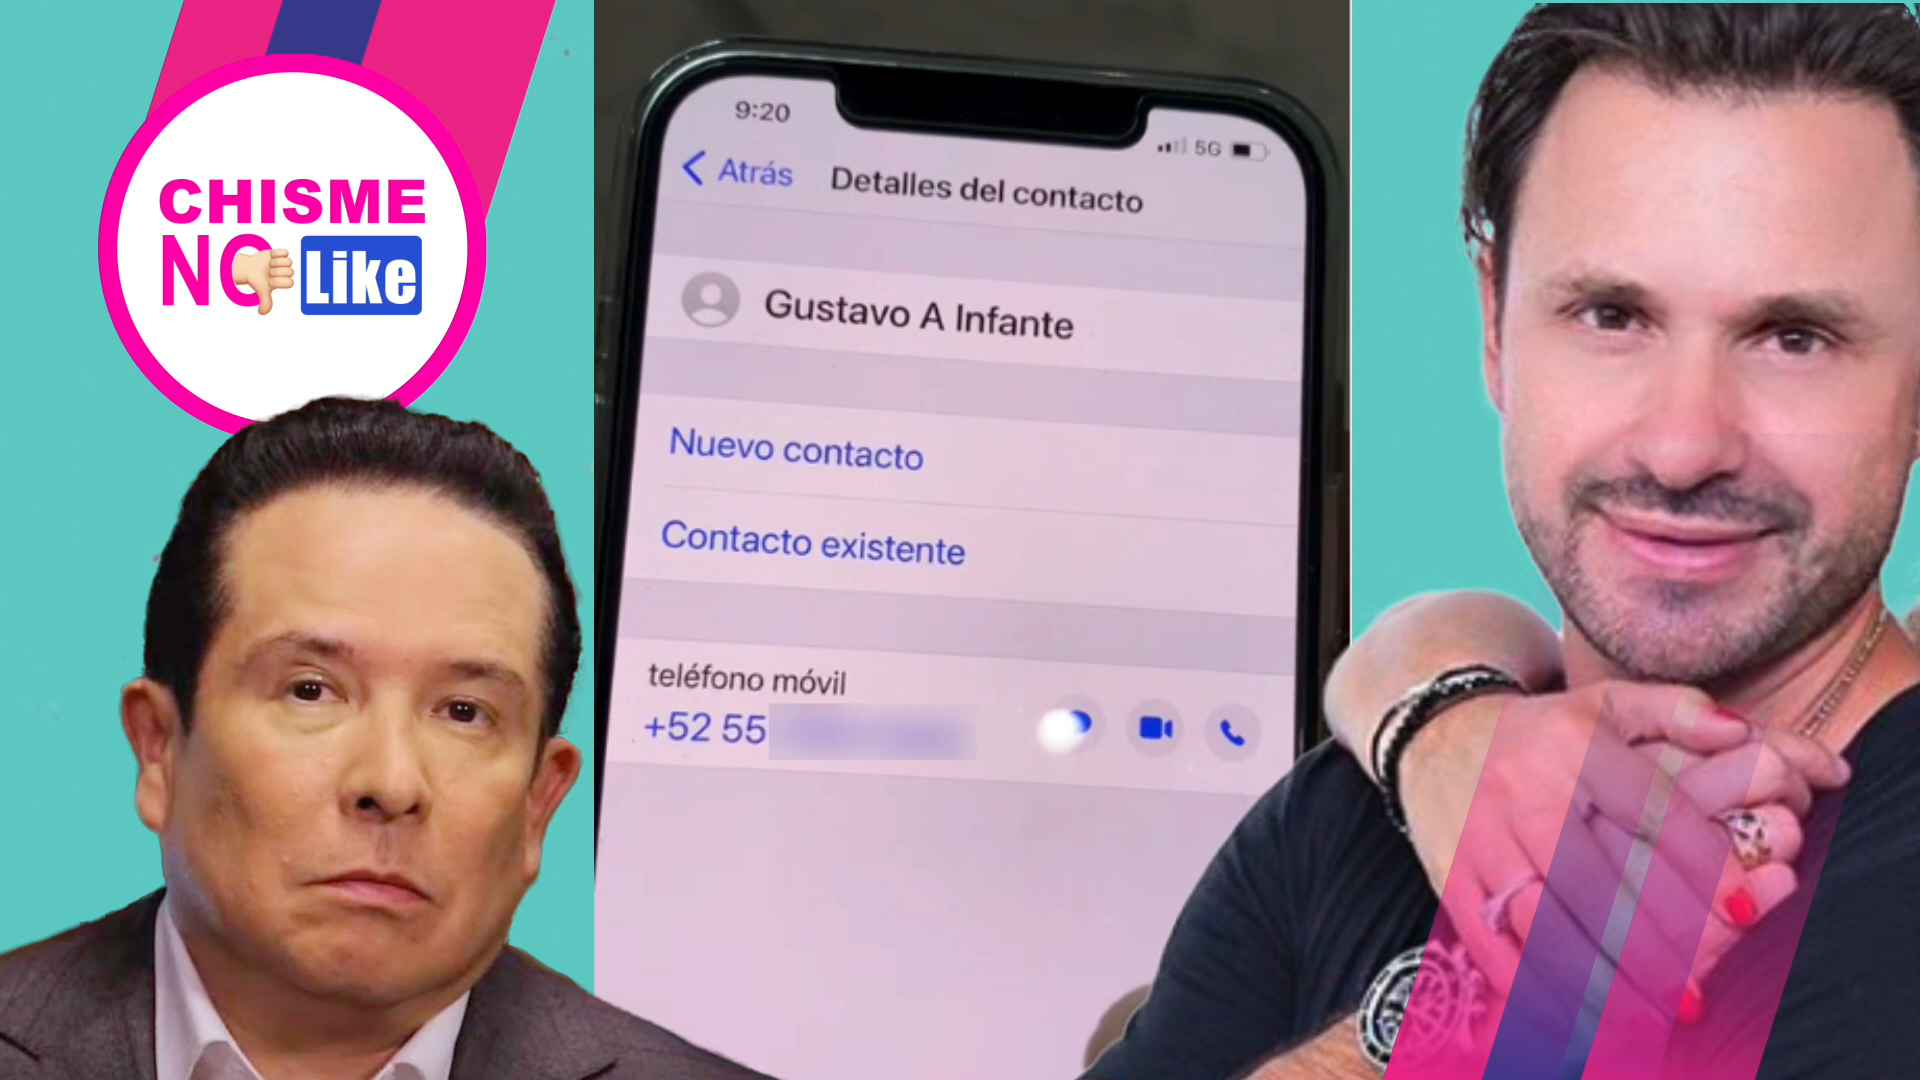 CHISME
NO Like
9:20
5G
Atrás
Detalles del contacto
Gustavo A Infante
Nuevo contacto
Contacto existente
teléfono móvil
+52 55